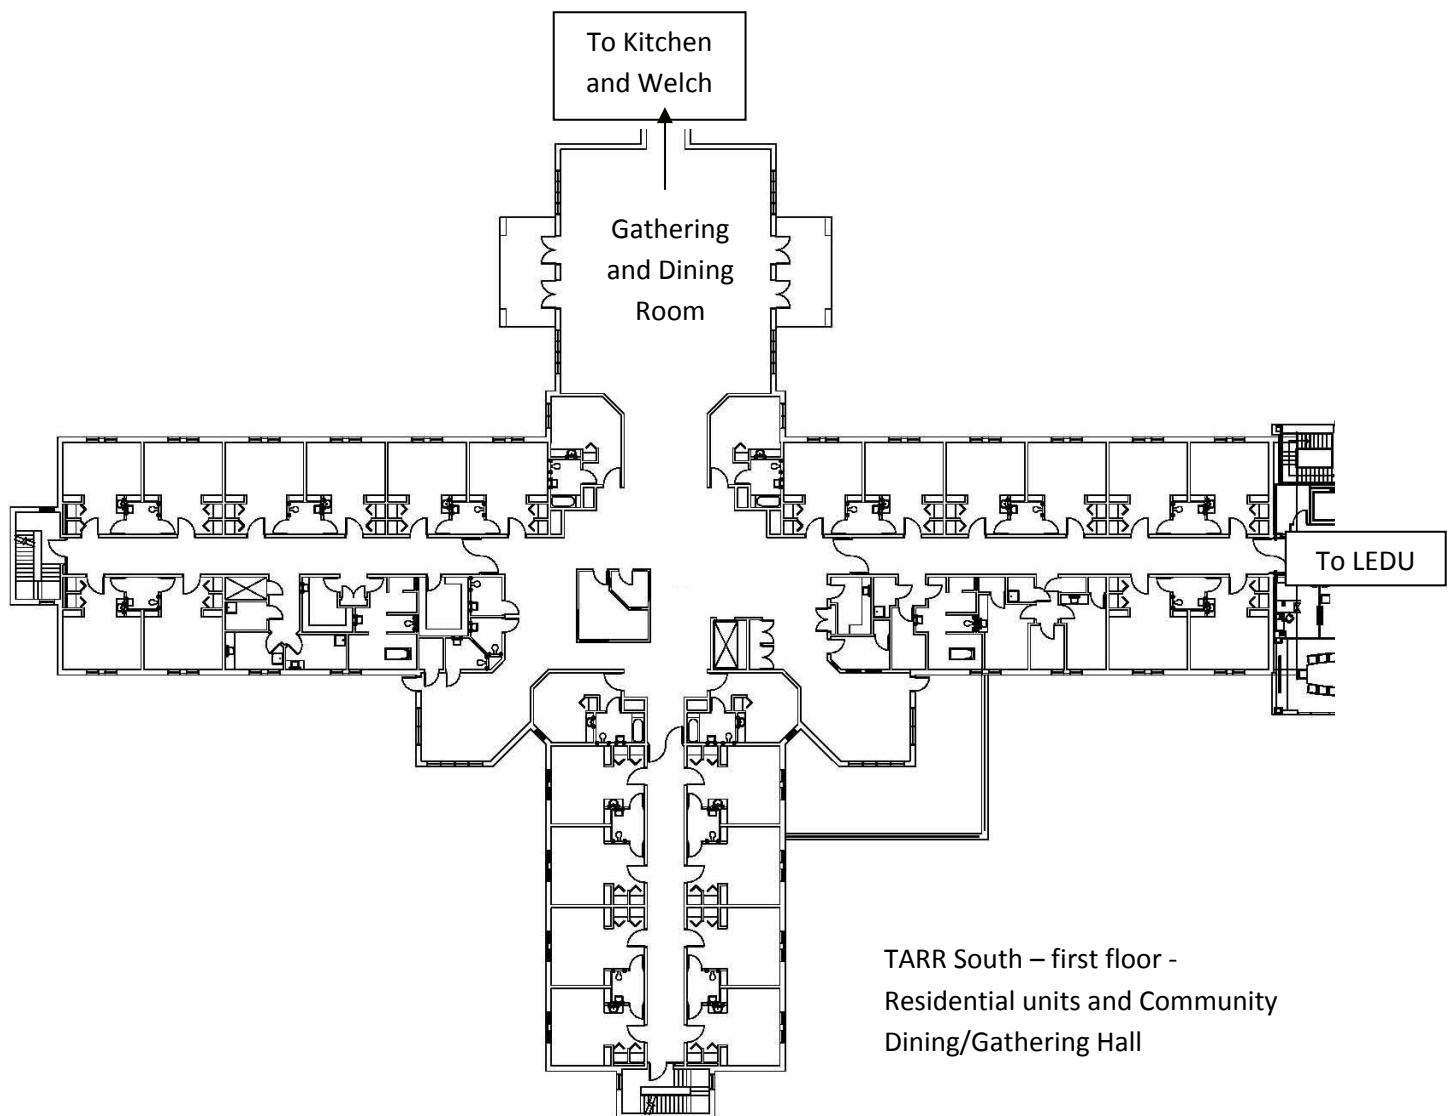 To Kitchen
and Welch
Gathering
and Dining
Room
To LEDU
TARR South – first floor -
Residential units and Community
Dining/Gathering Hall